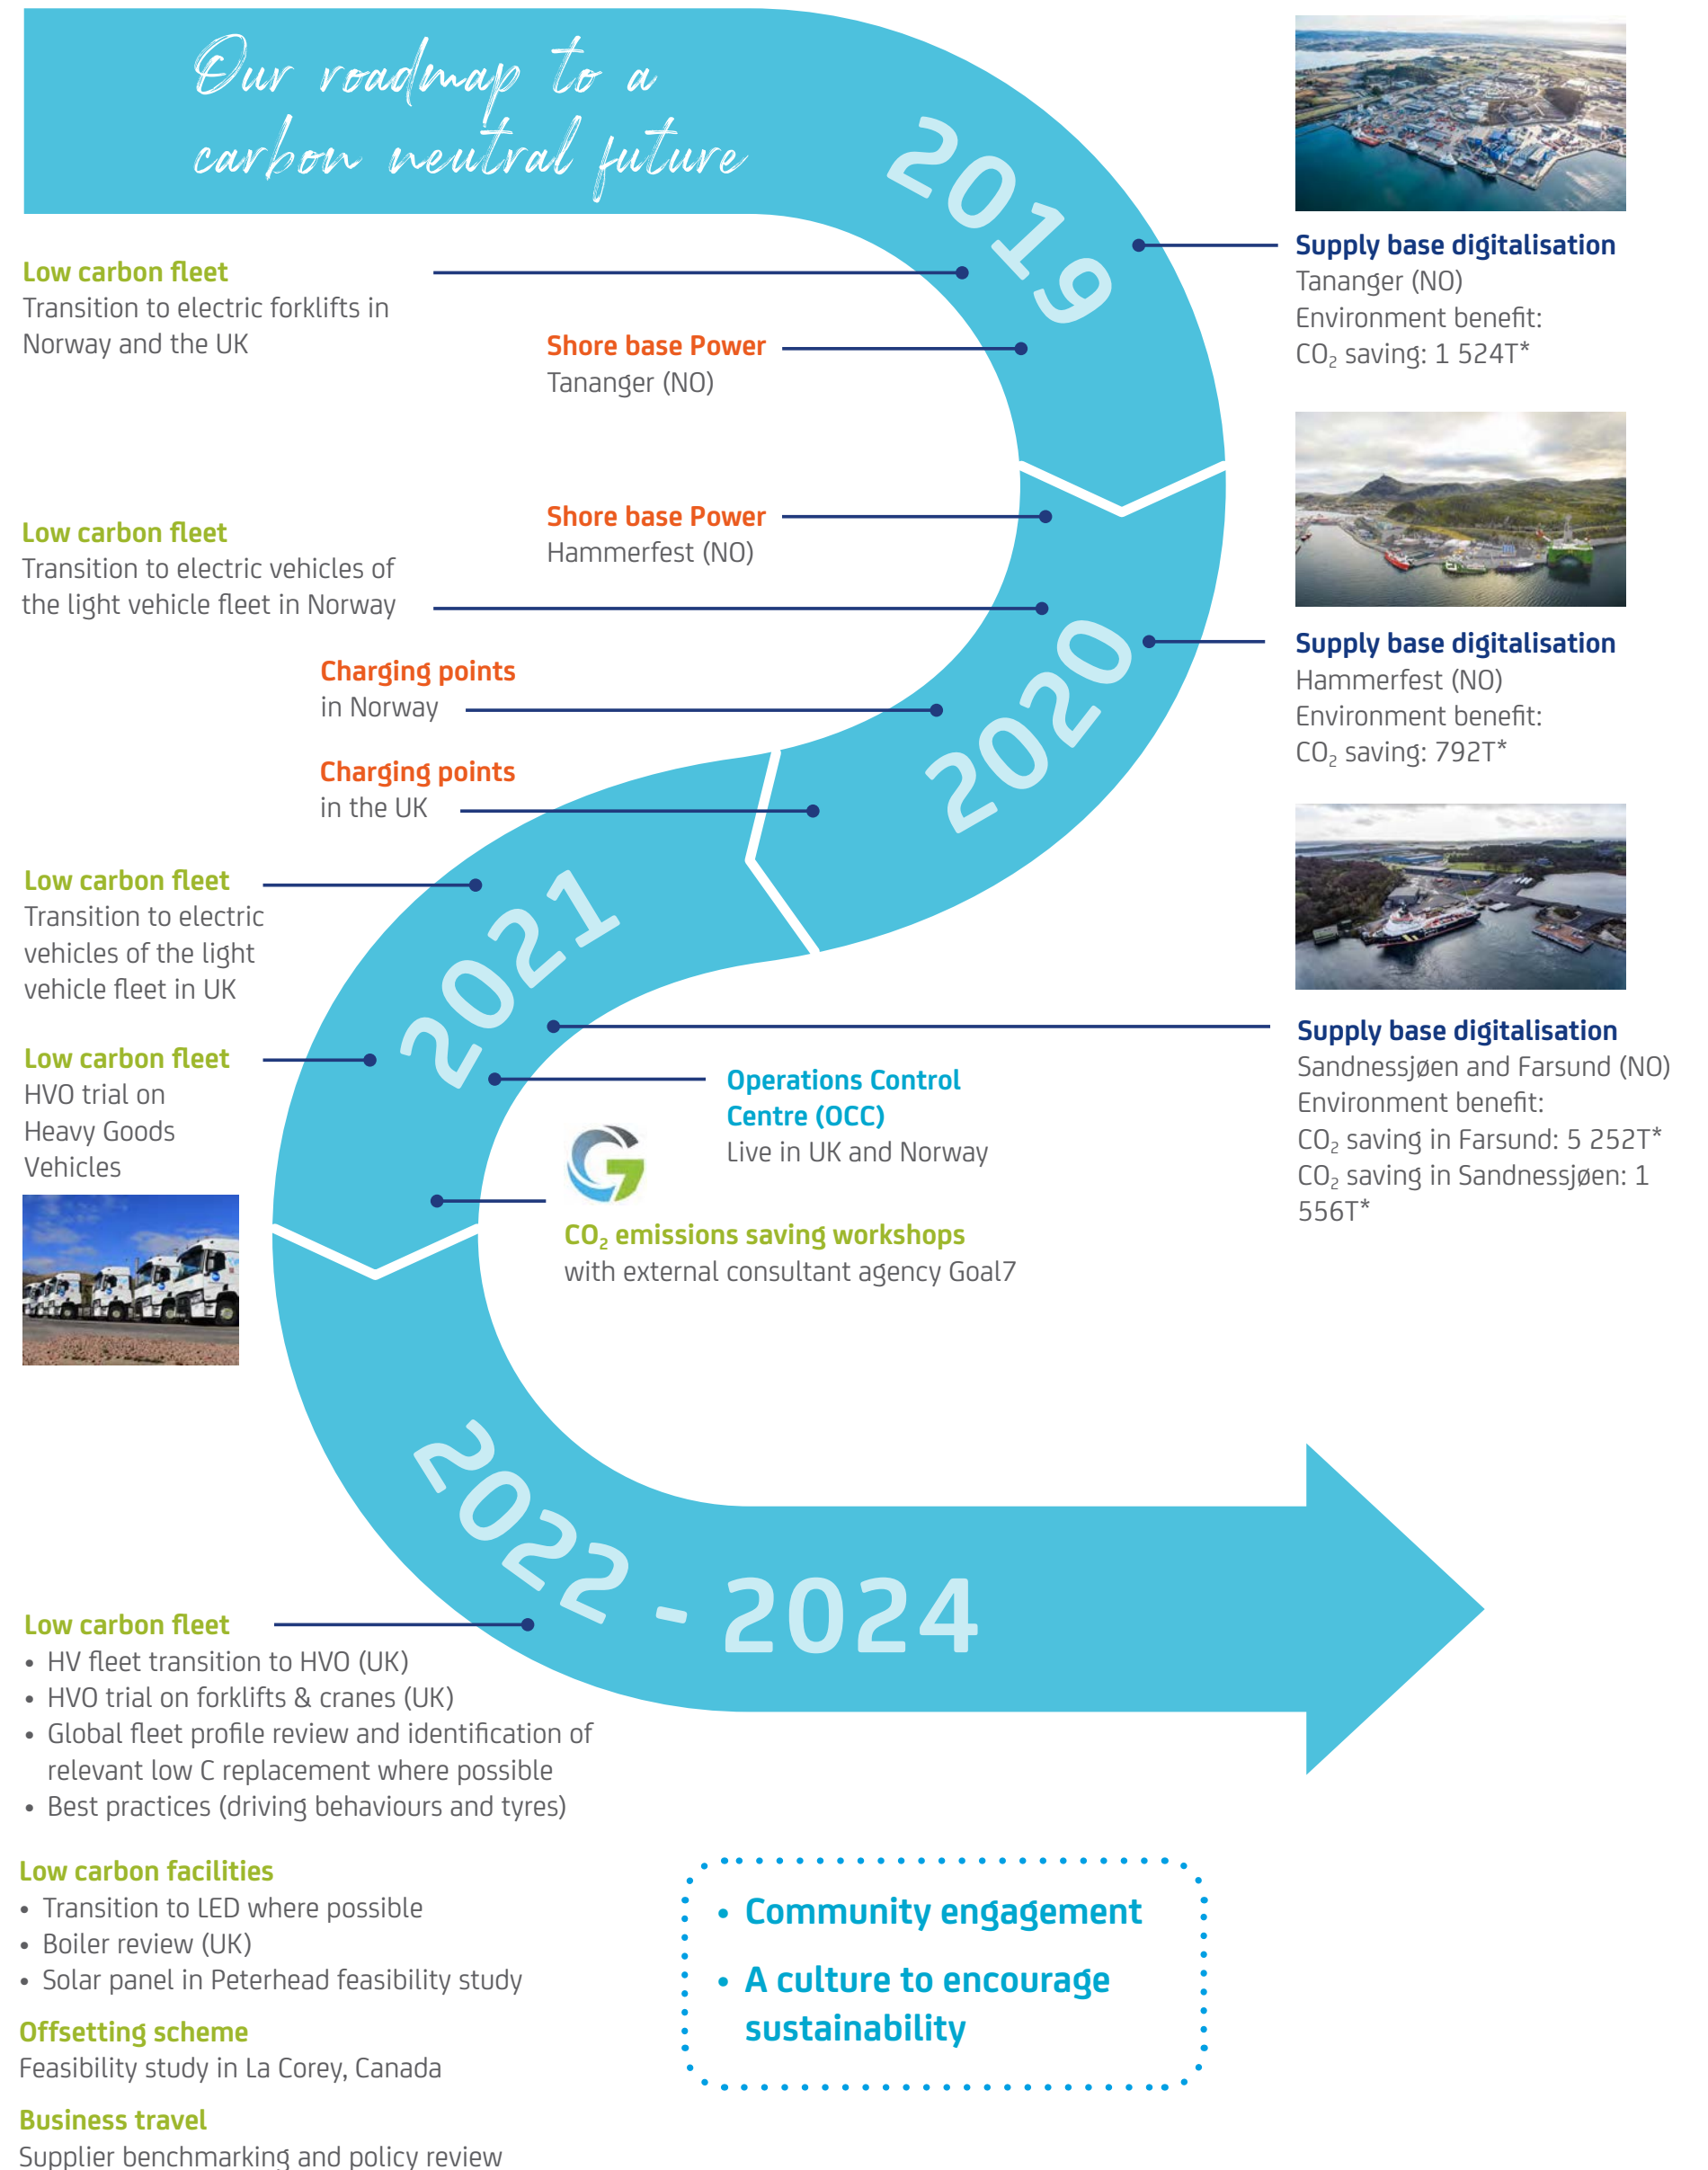 Our roadmap to a
carbon neutral future
2019
Supply base digitalisation
Tananger (NO)
Environment benefit:
CO₂ saving: 1 524T*
Low carbon fleet
Transition to electric forklifts in
Norway and the UK
Shore base Power
Tananger (NO)
Shore base Power
Hammerfest (NO)
Low carbon fleet
Transition to electric vehicles of
the light vehicle fleet in Norway
2020
Supply base digitalisation
Hammerfest (NO)
Environment benefit:
CO₂ saving: 792T*
Charging points
in Norway
Charging points
in the UK
Low carbon fleet
Transition to electric
vehicles of the light
vehicle fleet in UK
2021
Low carbon fleet
HVO trial on
Heavy Goods
Vehicles
Supply base digitalisation
Sandnessjøen and Farsund (NO)
Environment benefit:
CO₂ saving in Farsund: 5 252T*
CO₂ saving in Sandnessjøen: 1
556T*
Operations Control
Centre (OCC)
Live in UK and Norway
G7
CO₂ emissions saving workshops
with external consultant agency Goal7
2022 - 2024
Low carbon fleet
• HV fleet transition to HVO (UK)
• HVO trial on forklifts & cranes (UK)
• Global fleet profile review and identification of
relevant low C replacement where possible
• Best practices (driving behaviours and tyres)
Low carbon facilities
• Transition to LED where possible
• Boiler review (UK)
• Solar panel in Peterhead feasibility study
Offsetting scheme
Feasibility study in La Corey, Canada
Business travel
Supplier benchmarking and policy review
• Community engagement
• A culture to encourage
sustainability